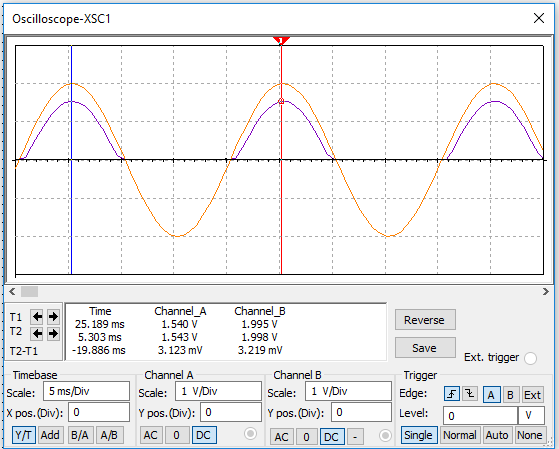 Oscilloscope-XSC1
1
T1
T2
T2-T1
Time Channel_A Channel_B
25.189 ms 1.540 V 1.995 V
5.303 ms 1.543 V 1.998 V
-19.886 ms 3.123 mV 3.219 mV
Reverse
Save
Ext. trigger
Timebase
Scale: 5 ms/Div
X pos.(Div): 0
Y/T Add B/A A/B
Channel A
Scale: 1 V/Div
Y pos.(Div): 0
AC 0 DC
Channel B
Scale: 1 V/Div
Y pos.(Div): 0
AC 0 DC -
Trigger
Edge: A B Ext
Level: 0 V
Single Normal Auto None